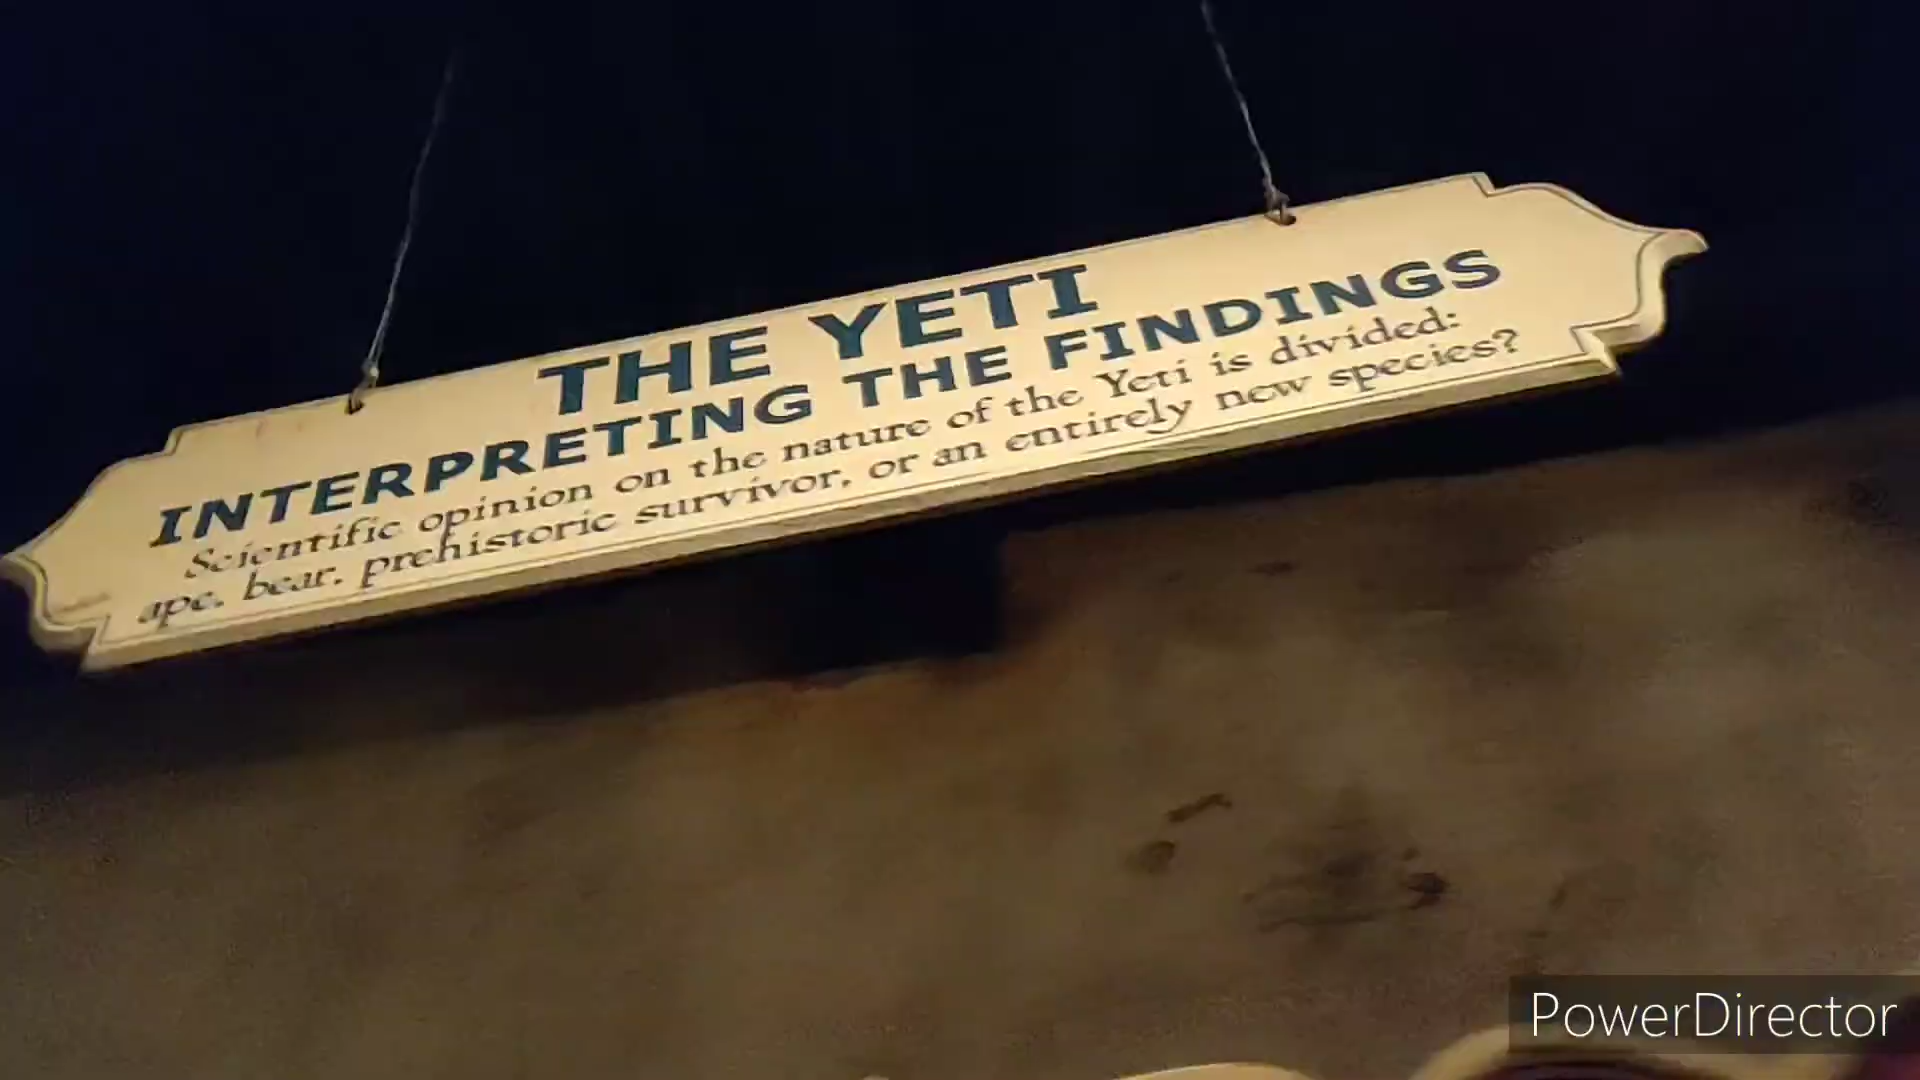 THE YETI
INTERPRETING THE FINDINGS
Scientific opinion on the nature of the Yeti is divided:
ape, bear, prehistoric survivor, or an entirely new species?
PowerDirector